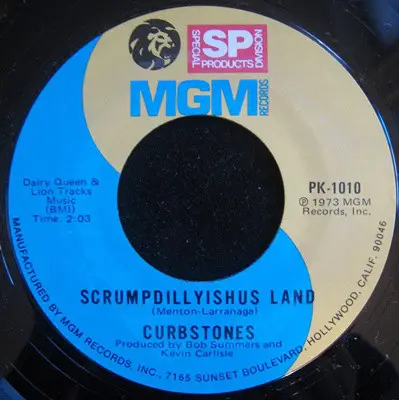 SPECIAL SP DIVISION
PRODUCTS
MGM RECORDS
Dairy Queen &
Lion Tracks
Music
(BMI)
Time: 2:03
PK-1010
Ⓟ 1973 MGM
Records, Inc.
SCRUMPDILLYISHUS LAND
(Menton-Larranaga)
CURBSTONES
Produced by Bob Summers and
Kevin Carlisle
MANUFACTURED BY MGM RECORDS, INC., 7165 SUNSET BOULEVARD, HOLLYWOOD, CALIF. 90046